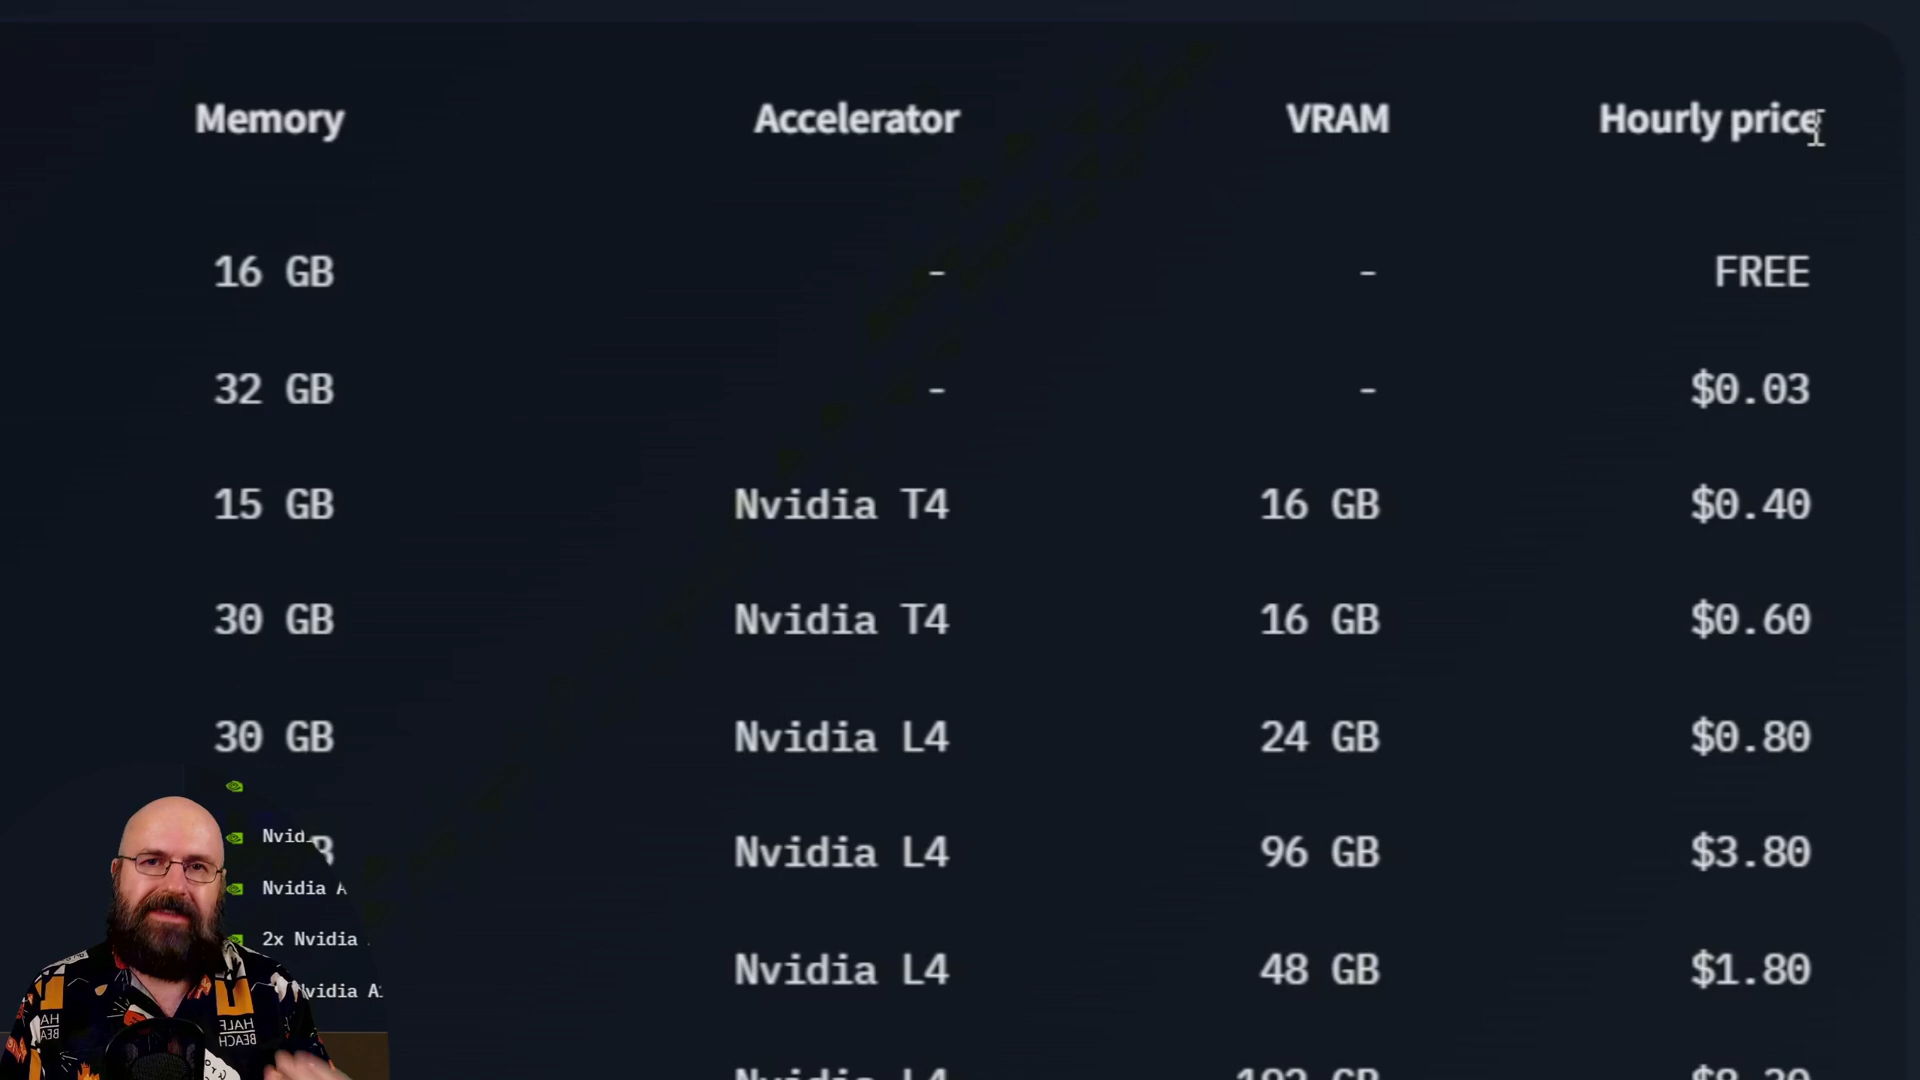 Memory Accelerator VRAM Hourly price
16 GB - - FREE
32 GB - - $0.03
15 GB Nvidia T4 16 GB $0.40
30 GB Nvidia T4 16 GB $0.60
30 GB Nvidia L4 24 GB $0.80
Nvidia L4 96 GB $3.80
Nvidia A
2x Nvidia
Nvidia L4 48 GB $1.80
HALF
BEACH